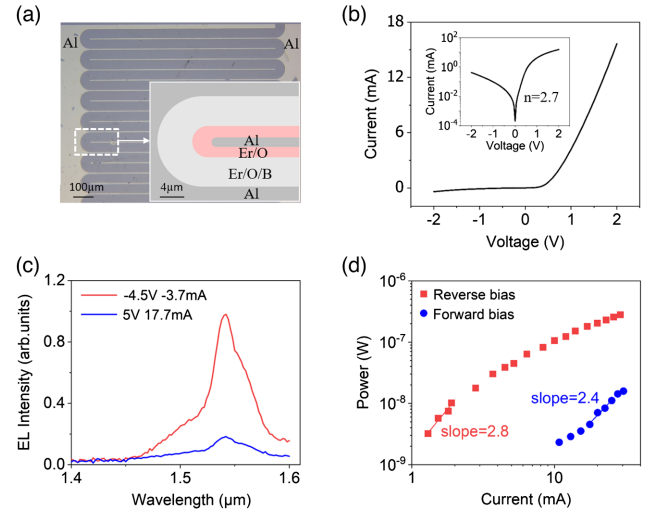 (a)
Al
Al
Al
Er/O
Er/O/B
Al
100μm
4μm
(b)
Current (mA)
18
12
6
0
-2
-1
0
1
2
Voltage (V)
Current (mA)
10^2
10^0
10^-2
10^-4
n=2.7
-2
-1
0
1
2
Voltage (V)
(c)
EL Intensity (arb.units)
1.2
0.8
0.4
0.0
-4.5V -3.7mA
5V 17.7mA
1.4
1.5
1.6
Wavelength (μm)
(d)
Power (W)
10^-6
10^-7
10^-8
10^-9
Reverse bias
Forward bias
slope=2.4
slope=2.8
1
10
Current (mA)